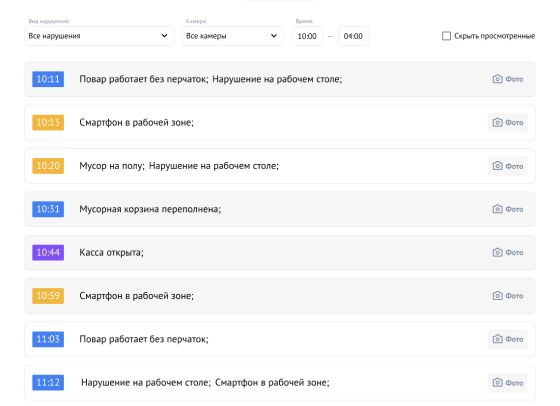 Вид нарушение: Камера: Время:
Все нарушения Все камеры 10:00 – 04:00 Скрыть просмотренные
10:11 Повар работает без перчаток; Нарушение на рабочем столе; Фото
10:13 Смартфон в рабочей зоне; Фото
10:20 Мусор на полу; Нарушение на рабочем столе; Фото
10:31 Мусорная корзина переполнена; Фото
10:44 Касса открыта; Фото
10:59 Смартфон в рабочей зоне; Фото
11:03 Повар работает без перчаток; Фото
11:12 Нарушение на рабочем столе; Смартфон в рабочей зоне; Фото